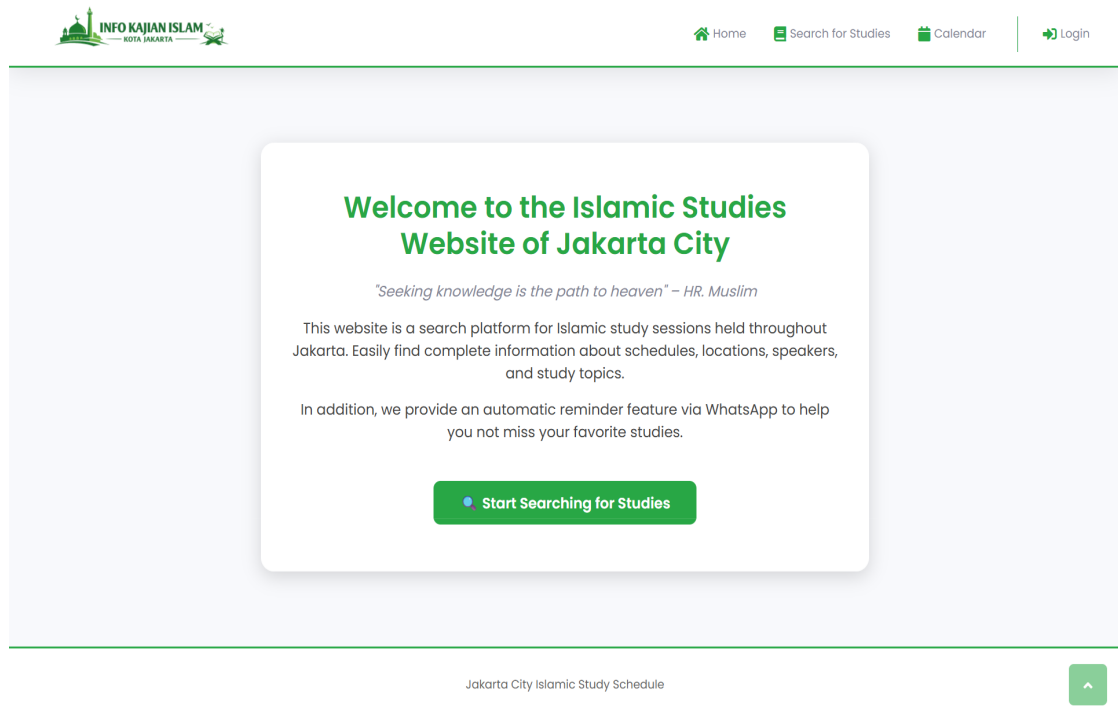 INFO KAJIAN ISLAM
KOTA JAKARTA
Home
Search for Studies
Calendar
Login
Welcome to the Islamic Studies
Website of Jakarta City
"Seeking knowledge is the path to heaven" – HR. Muslim
This website is a search platform for Islamic study sessions held throughout
Jakarta. Easily find complete information about schedules, locations, speakers,
and study topics.
In addition, we provide an automatic reminder feature via WhatsApp to help
you not miss your favorite studies.
Start Searching for Studies
Jakarta City Islamic Study Schedule